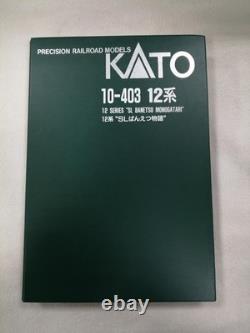 PRECISION RAILROAD MODELS
KATO
10-403 12系
12 SERIES "SL BANETSU MONOGATARI"
12系 "SLばんえつ物語"